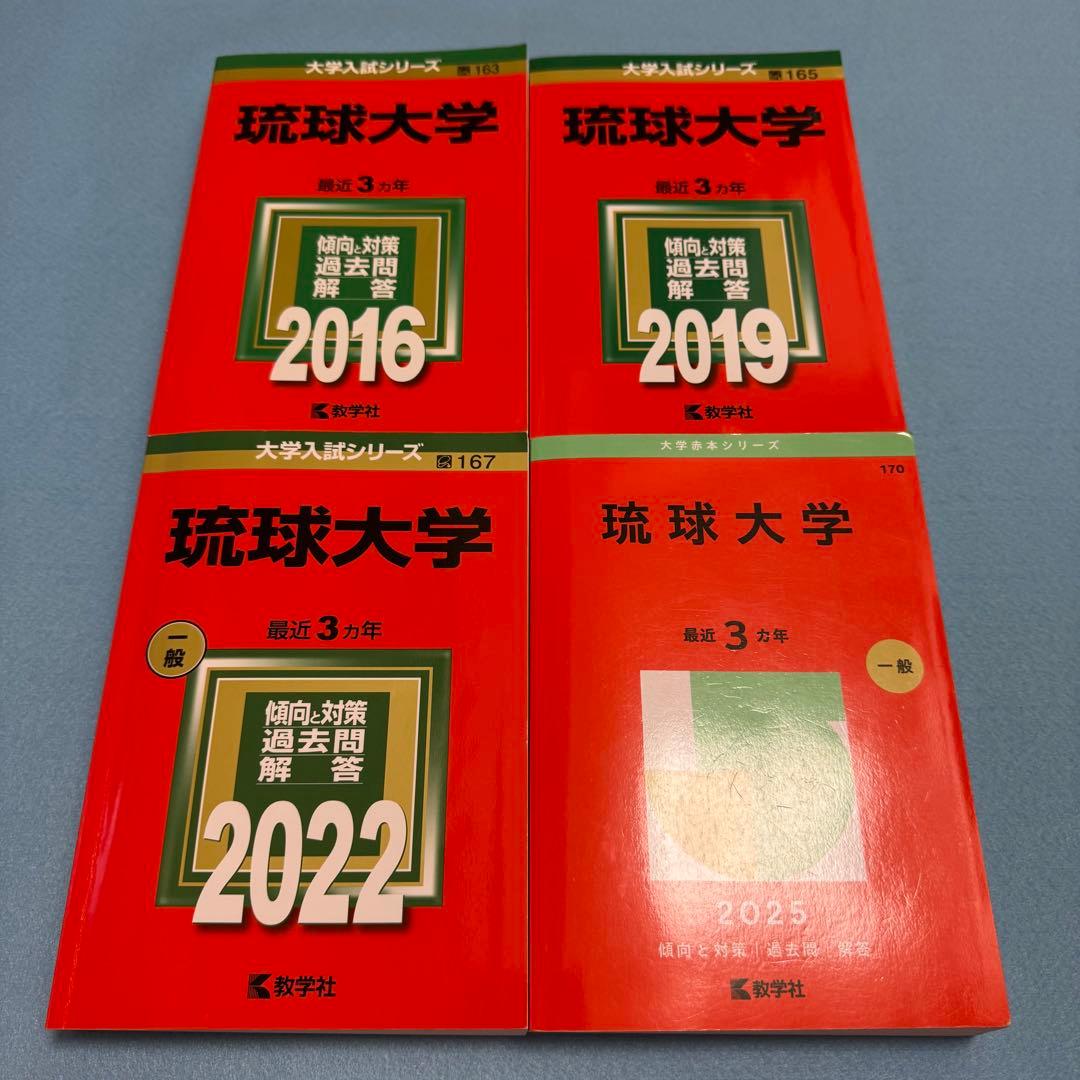 大学入試シリーズ
163
琉球大学
最近3ヵ年
傾向と対策
過去問
解答
2016
教学社
大学入試シリーズ
165
琉球大学
最近3ヵ年
傾向と対策
過去問
解答
2019
教学社
大学入試シリーズ
167
琉球大学
最近3ヵ年
一般
傾向と対策
過去問
解答
2022
教学社
大学赤本シリーズ
170
琉球大学
最近3ヵ年
一般
2025
傾向と対策|過去問|解答
教学社